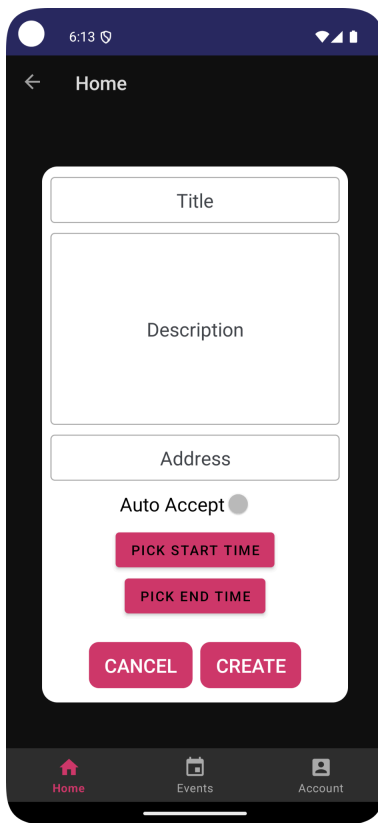 6:13
Home
Title
Description
Address
Auto Accept
PICK START TIME
PICK END TIME
CANCEL CREATE
Home Events Account